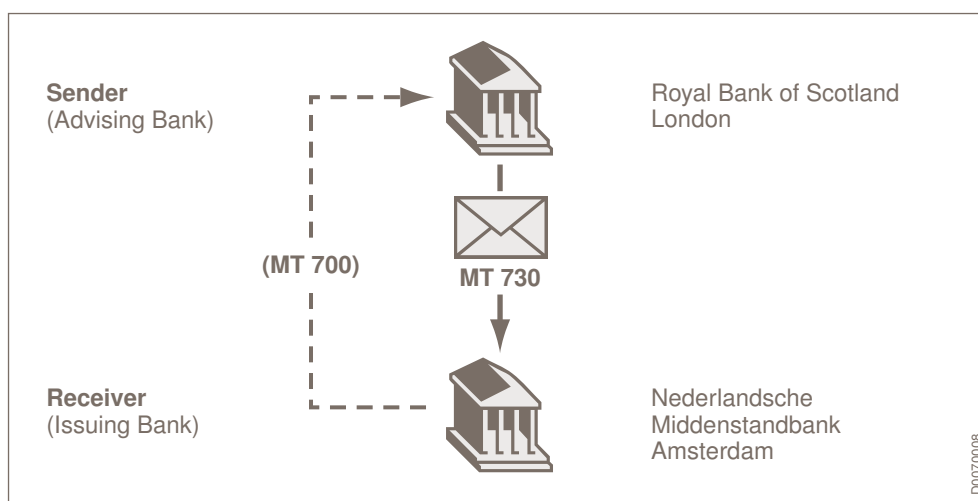 Sender
(Advising Bank)
Royal Bank of Scotland
London
(MT 700)
MT 730
Receiver
(Issuing Bank)
Nederlandsche
Middenstandbank
Amsterdam
D0070008